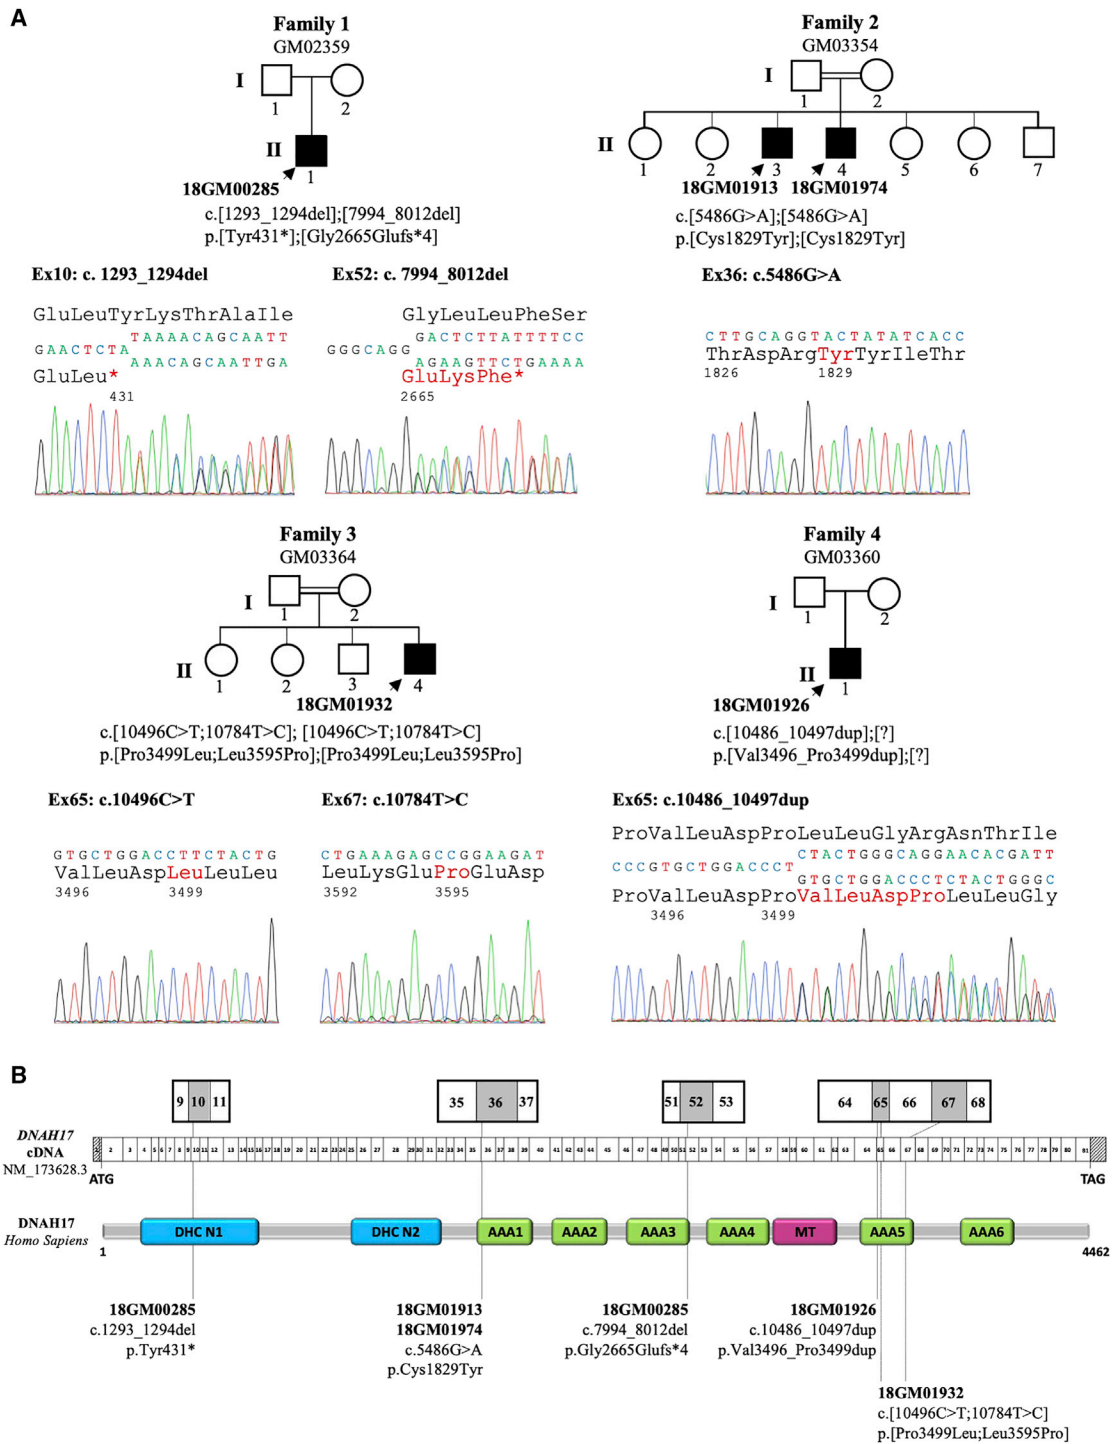 A
Family 1
GM02359
I
1
2
II
1
18GM00285
c.[1293_1294del];[7994_8012del]
p.[Tyr431*];[Gly2665Glufs*4]
Family 2
GM03354
I
1
2
II
1
2
3
4
5
6
7
18GM01913 18GM01974
c.[5486G>A];[5486G>A]
p.[Cys1829Tyr];[Cys1829Tyr]
Ex10: c. 1293_1294del
GluLeuTyrLysThrAlaIle
TAAAACAGCAATT
GAACTCTA
AAACAGCAATTGA
GluLeu*
431
Ex52: c. 7994_8012del
GlyLeuLeuPheSer
GACTCTTATTTTCC
GGGCAGG
AGAAGTTCTGAAAA
GluLysPhe*
2665
Ex36: c.5486G>A
CTTGCAGGTACTATATCACC
ThrAspArgTyrTyrIleThr
1826 1829
Family 3
GM03364
I
1
2
II
1
2
3
4
18GM01932
c.[10496C>T;10784T>C]; [10496C>T;10784T>C]
p.[Pro3499Leu;Leu3595Pro];[Pro3499Leu;Leu3595Pro]
Family 4
GM03360
I
1
2
II
1
18GM01926
c.[10486_10497dup];[?]
p.[Val3496_Pro3499dup];[?]
Ex65: c.10496C>T
GTGCTGGACCTTCTACTG
ValLeuAspLeuLeuLeu
3496 3499
Ex67: c.10784T>C
CTGAAAGAGCCGGAAGAT
LeuLysGluProGluAsp
3592 3595
Ex65: c.10486_10497dup
ProValLeuAspProLeuLeuGlyArgAsnThrIle
CTACTGGGCAGGAACACGATT
CCCGTGCTGGACCCT
GTGCTGGACCCTCTACTGGGC
ProValLeuAspProValLeuAspProLeuLeuGly
3496 3499
B
9 10 11
35 36 37
51 52 53
64 65 66 67 68
DNAH17
cDNA
NM_173628.3
ATG
TAG
DNAH17
Homo Sapiens
DHC N1
DHC N2
AAA1
AAA2
AAA3
AAA4
MT
AAA5
AAA6
1
4462
18GM00285
c.1293_1294del
p.Tyr431*
18GM01913
18GM01974
c.5486G>A
p.Cys1829Tyr
18GM00285
c.7994_8012del
p.Gly2665Glufs*4
18GM01926
c.10486_10497dup
p.Val3496_Pro3499dup
18GM01932
c.[10496C>T;10784T>C]
p.[Pro3499Leu;Leu3595Pro]